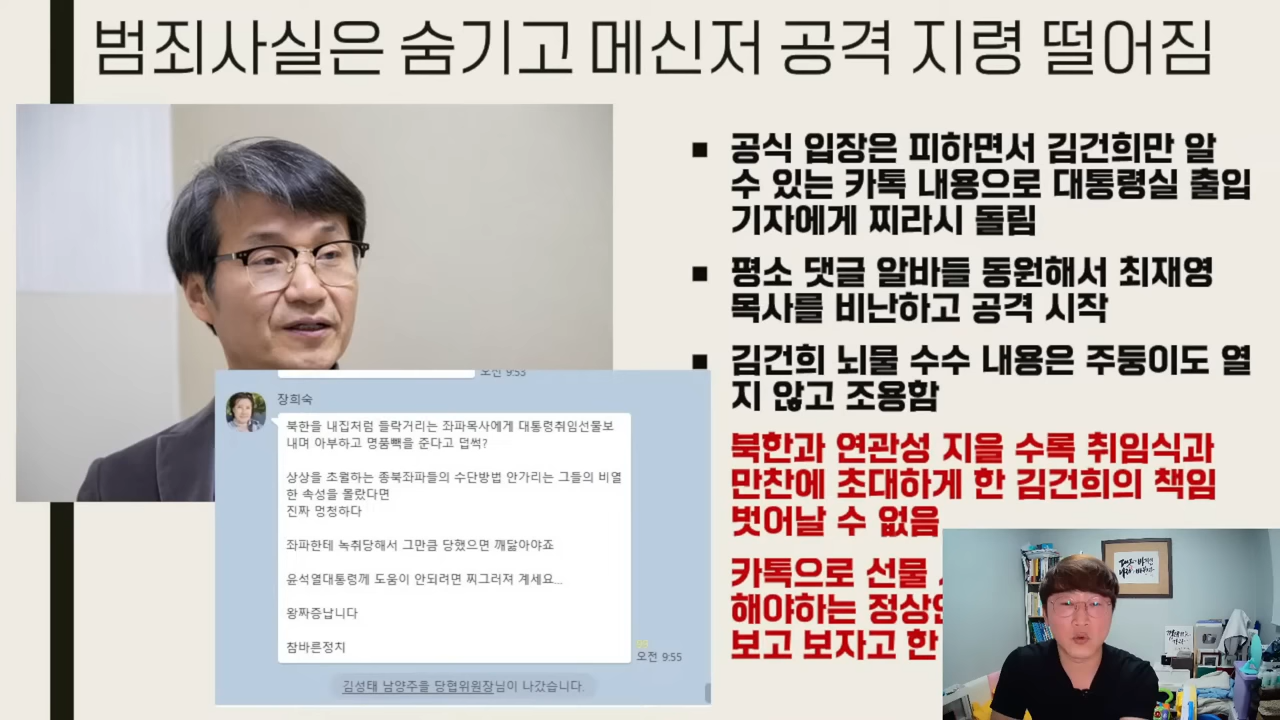 범죄사실은 숨기고 메신저 공격 지령 떨어짐
■ 공식 입장은 피하면서 김건희만 알
수 있는 카톡 내용으로 대통령실 출입
기자에게 찌라시 돌림
■ 평소 댓글 알바들 동원해서 최재영
목사를 비난하고 공격 시작
■ 김건희 뇌물 수수 내용은 주둥이도 열
지 않고 조용함
북한과 연관성 지을 수록 취임식과
만찬에 초대하게 한 김건희의 책임
벗어날 수 없음
카톡으로 선물
해야하는
보고 보자고 한
오전 9:53
장희숙
북한을 내집처럼 들락거리는 좌파목사에게 대통령취임선물보
내며 아부하고 명품빽을 준다고 덥썩?
상상을 초월하는 종북좌파들의 수단방법 안가리는 그들의 비열
한 속성을 몰랐다면
진짜 멍청하다
좌파한테 녹취당해서 그만큼 당했으면 깨닳아야죠
윤석열대통령께 도움이 안되려면 찌그러저 계세요...
왕짜증납니다
참바른정치
오전 9:55
김성태 남양주을 당협위원장님이 나갔습니다.